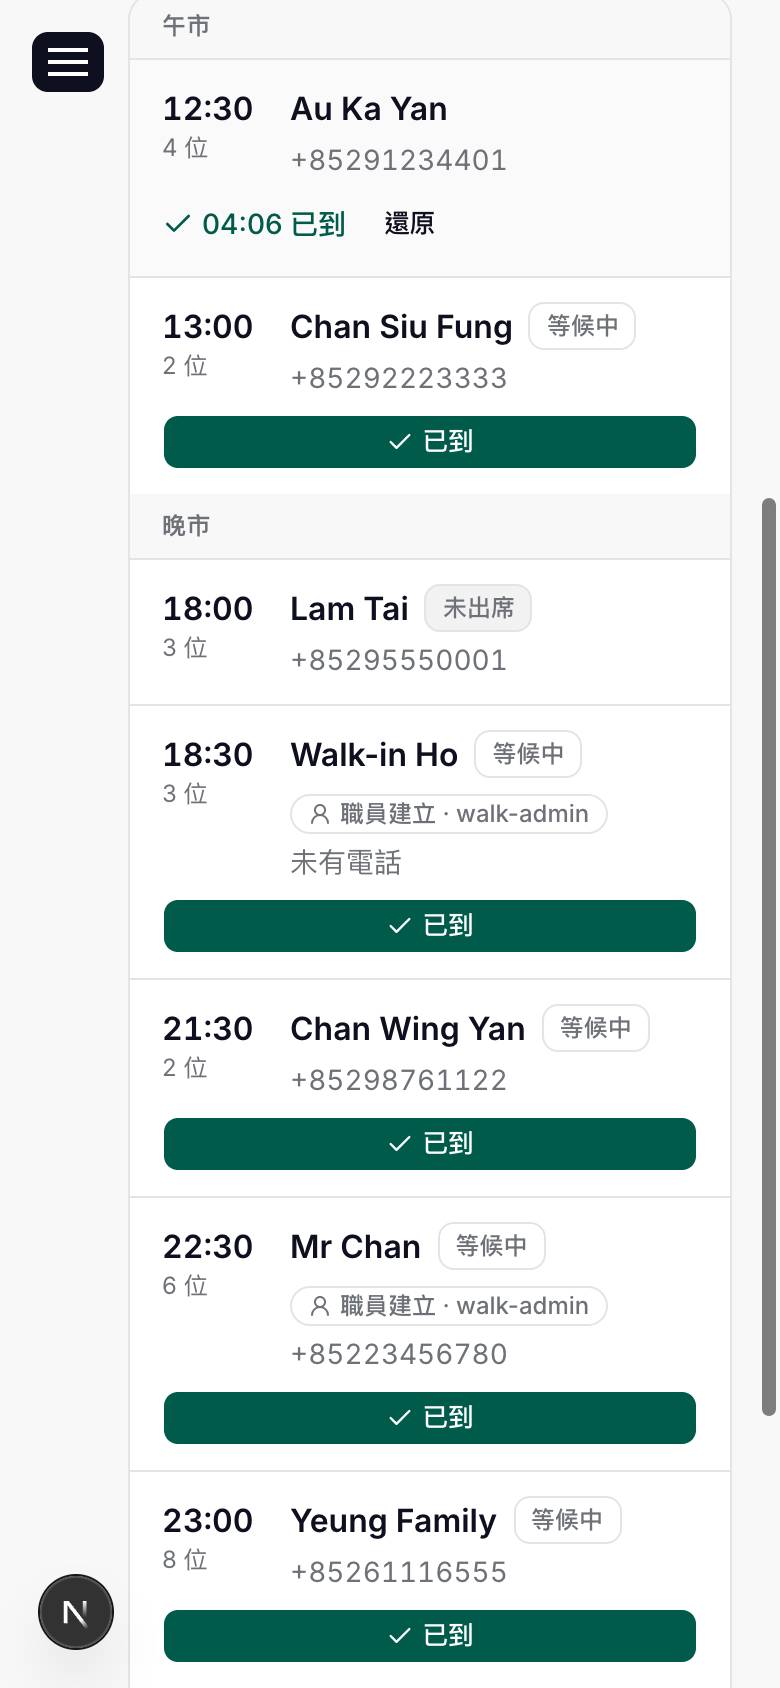 午市
12:30 Au Ka Yan
4 位 +85291234401
04:06 已到 還原
13:00 Chan Siu Fung 等候中
2 位 +85292223333
已到
晚市
18:00 Lam Tai 未出席
3 位 +85295550001
18:30 Walk-in Ho 等候中
3 位 職員建立 · walk-admin
未有電話
已到
21:30 Chan Wing Yan 等候中
2 位 +85298761122
已到
22:30 Mr Chan 等候中
6 位 職員建立 · walk-admin
+85223456780
已到
23:00 Yeung Family 等候中
8 位 +85261116555
N
已到